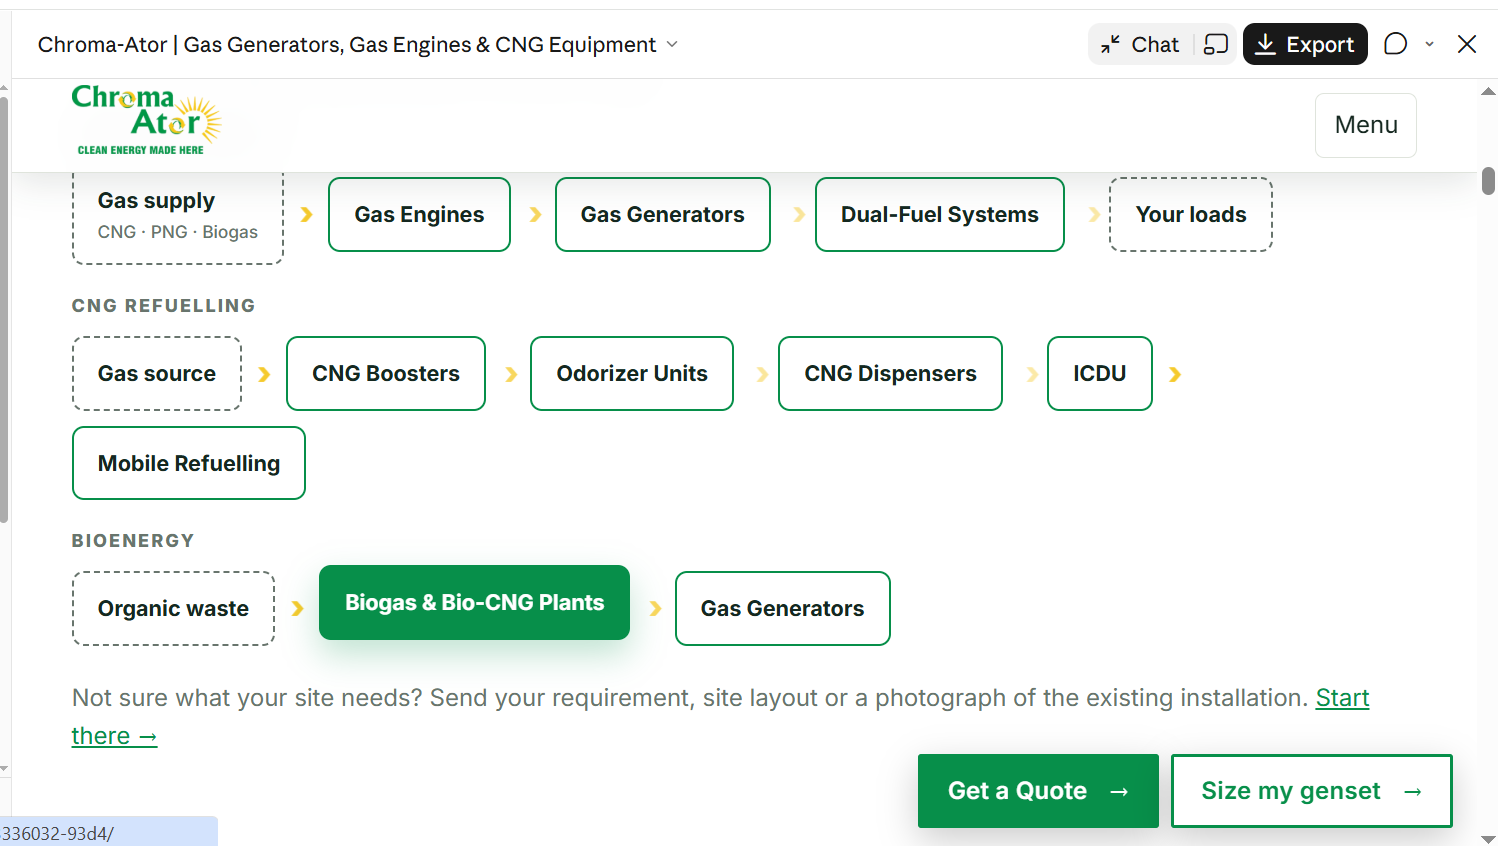 Chroma-Ator | Gas Generators, Gas Engines & CNG Equipment
Chat
Export
Chroma
Ator
CLEAN ENERGY MADE HERE
Menu
Gas supply
CNG · PNG · Biogas
Gas Engines
Gas Generators
Dual-Fuel Systems
Your loads
CNG REFUELLING
Gas source
CNG Boosters
Odorizer Units
CNG Dispensers
ICDU
Mobile Refuelling
BIOENERGY
Organic waste
Biogas & Bio-CNG Plants
Gas Generators
Not sure what your site needs? Send your requirement, site layout or a photograph of the existing installation. Start
there →
Get a Quote →
Size my genset →
336032-93d4/